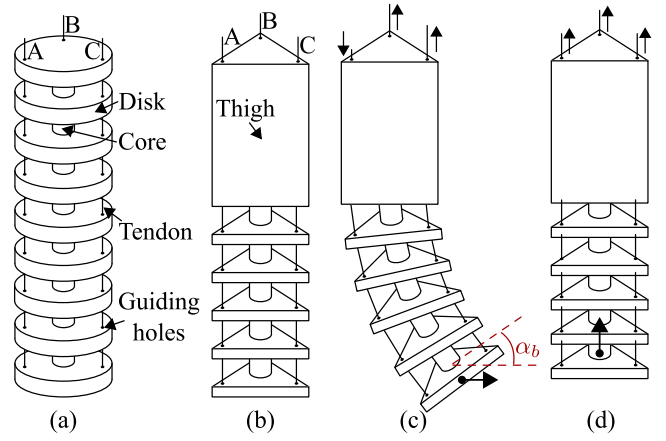 A
B
C
Disk
Core
Tendon
Guiding
holes
(a)
A
B
C
Thigh
(b)
α_b
(c)
(d)